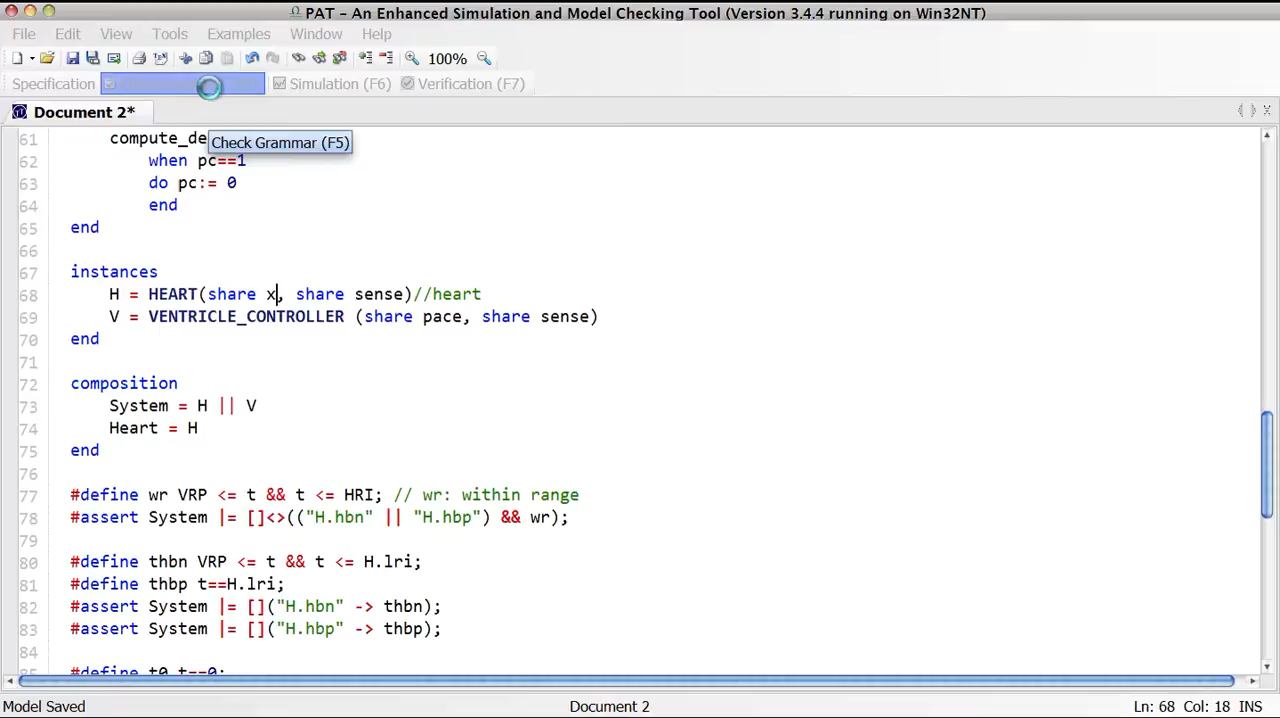 PAT - An Enhanced Simulation and Model Checking Tool (Version 3.4.4 running on Win32NT)
File Edit View Tools Examples Window Help
100%
Specification Simulation (F6) Verification (F7)
Document 2*
Check Grammar (F5)
61 compute_de
62 when pc==1
63 do pc:= 0
64 end
65 end
66
67 instances
68 H = HEART(share x, share sense)//heart
69 V = VENTRICLE_CONTROLLER (share pace, share sense)
70 end
71
72 composition
73 System = H || V
74 Heart = H
75 end
76
77 #define wr VRP <= t && t <= HRI; // wr: within range
78 #assert System |= []<>(("H.hbn" || "H.hbp") && wr);
79
80 #define thbn VRP <= t && t <= H.lri;
81 #define thbp t==H.lri;
82 #assert System |= []("H.hbn" -> thbn);
83 #assert System |= []("H.hbp" -> thbp);
84
#define t0 t==0;
Model Saved Document 2 Ln: 68 Col: 18 INS